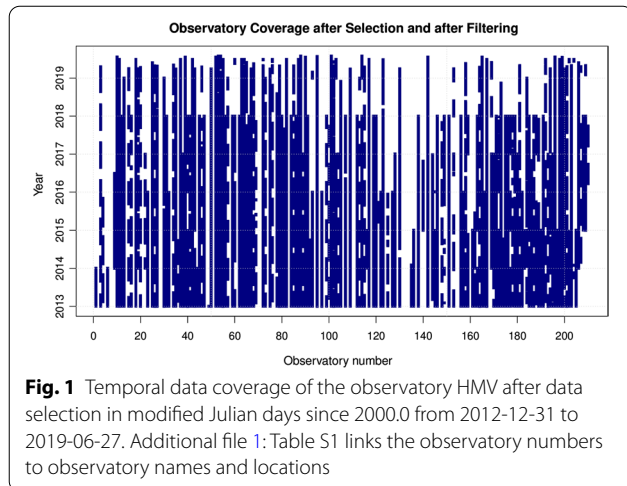 Observatory Coverage after Selection and after Filtering
Year
2019
2018
2017
2016
2015
2014
2013
0 20 40 60 80 100 120 140 160 180 200
Observatory number
Fig. 1 Temporal data coverage of the observatory HMV after data
selection in modified Julian days since 2000.0 from 2012-12-31 to
2019-06-27. Additional file 1: Table S1 links the observatory numbers
to observatory names and locations